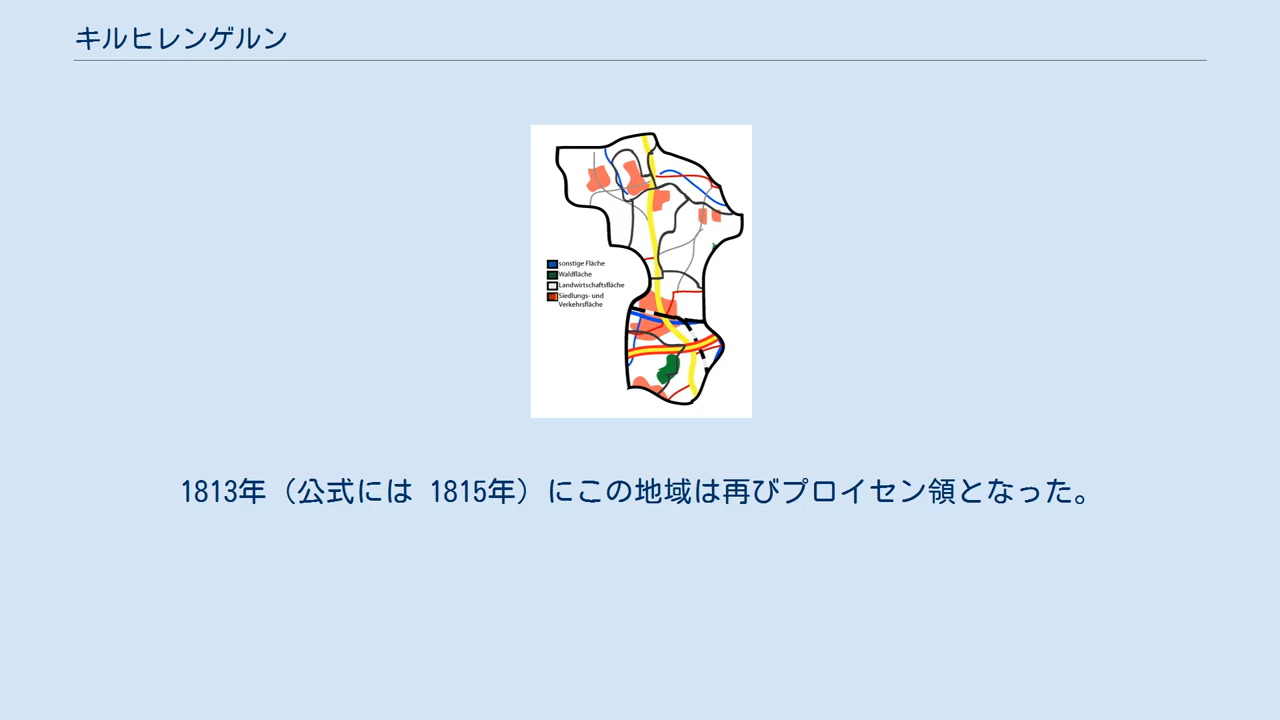 キルヒレンゲルン
sonstige Fläche
Waldfläche
Landwirtschaftsfläche
Siedlungs- und
Verkehrsfläche
1813年（公式には 1815年）にこの地域は再びプロイセン領となった。